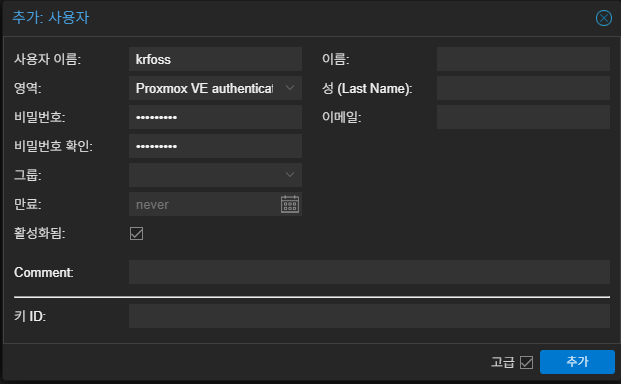 추가: 사용자
사용자 이름: krfoss 이름:
영역: Proxmox VE authenticat 성 (Last Name):
비밀번호: ••••••••• 이메일:
비밀번호 확인: •••••••••
그룹:
만료: never
활성화됨:
Comment:
키 ID:
고급 추가